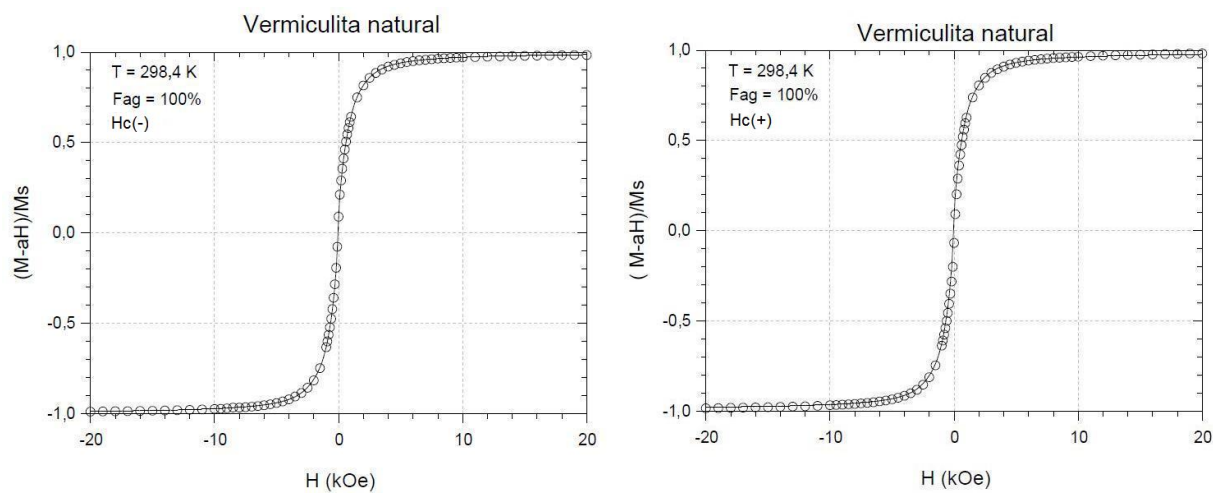 Vermiculita natural
1,0
0,5
0,0
-0,5
-1,0
(M-aH)/Ms
T = 298,4 K
Fag = 100%
Hc(-)
-20
-10
0
10
20
H (kOe)
Vermiculita natural
1,0
0,5
0,0
-0,5
-1,0
( M-aH)/Ms
T = 298,4 K
Fag = 100%
Hc(+)
-20
-10
0
10
20
H (kOe)